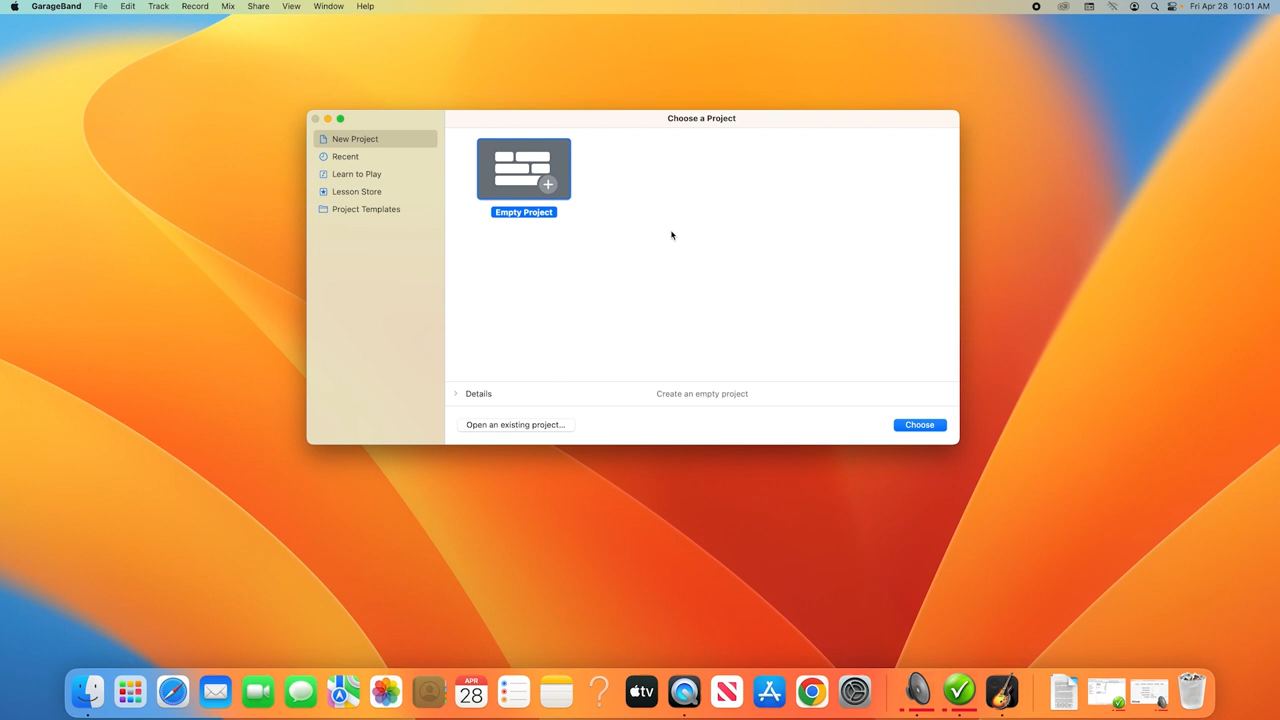 GarageBand File Edit Track Record Mix Share View Window Help Fri Apr 28 10:01 AM
Choose a Project
New Project
Recent
Learn to Play
Lesson Store
Project Templates
Empty Project
Details Create an empty project
Open an existing project... Choose
APR
28
tv